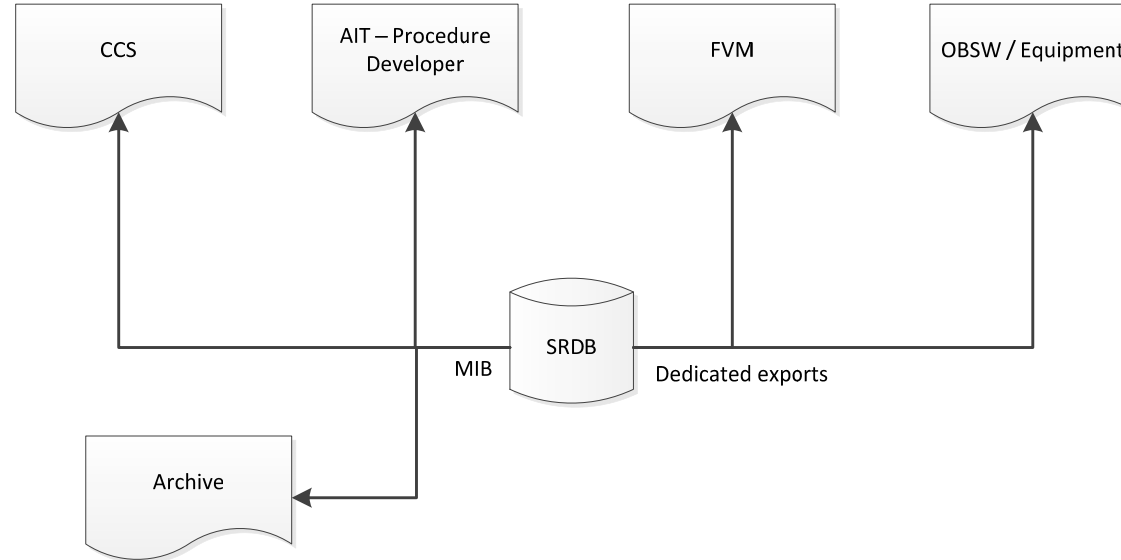 CCS
AIT – Procedure
Developer
FVM
OBSW / Equipment
SRDB
MIB
Dedicated exports
Archive